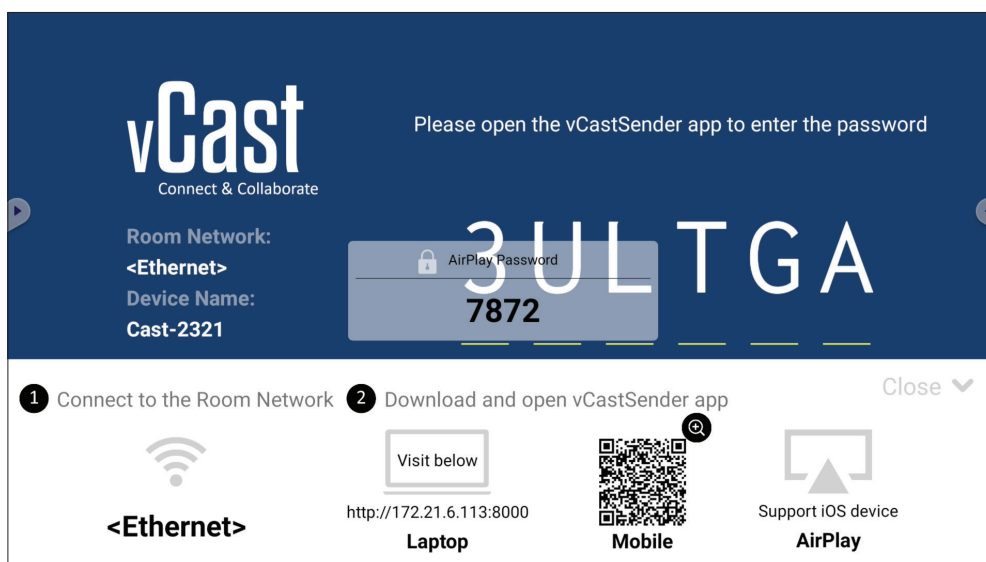 vCast
Connect & Collaborate
Please open the vCastSender app to enter the password
Room Network:
<Ethernet>
Device Name:
Cast-2321
3ULTGA
AirPlay Password
7872
1 Connect to the Room Network
2 Download and open vCastSender app
Close
<Ethernet>
Visit below
http://172.21.6.113:8000
Laptop
Mobile
Support iOS device
AirPlay